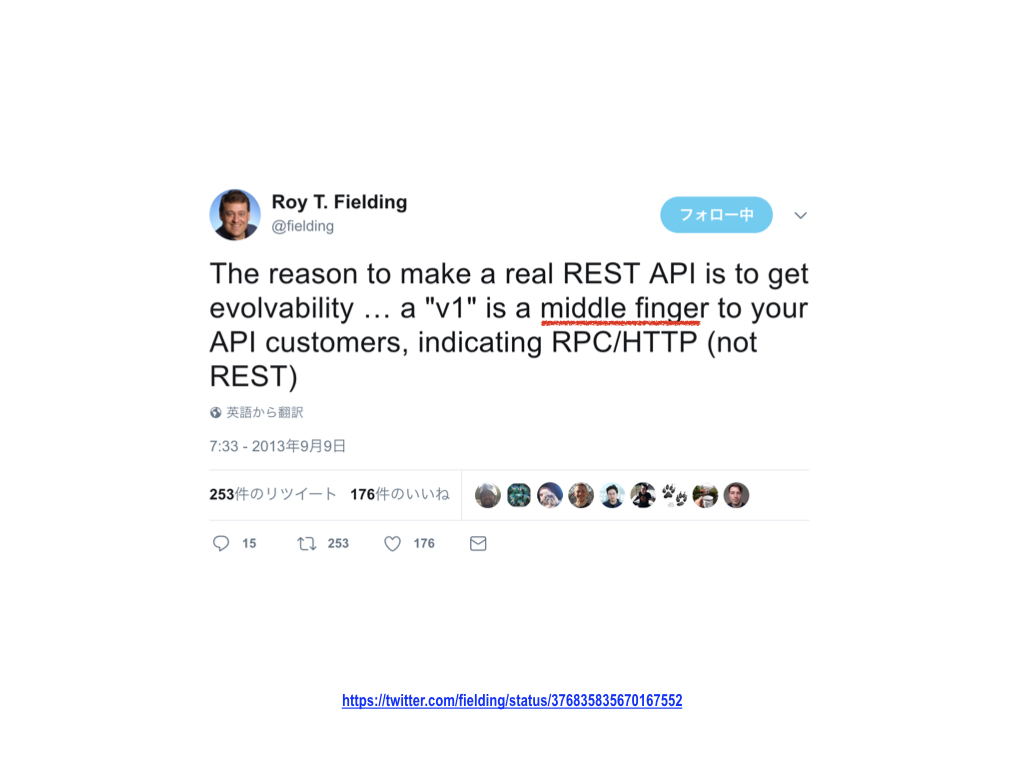 Roy T. Fielding
@fielding
フォロー中
The reason to make a real REST API is to get
evolvability … a "v1" is a middle finger to your
API customers, indicating RPC/HTTP (not
REST)
英語から翻訳
7:33 - 2013年9月9日
253件のリツイート 176件のいいね
15 253 176
https://twitter.com/fielding/status/376835835670167552